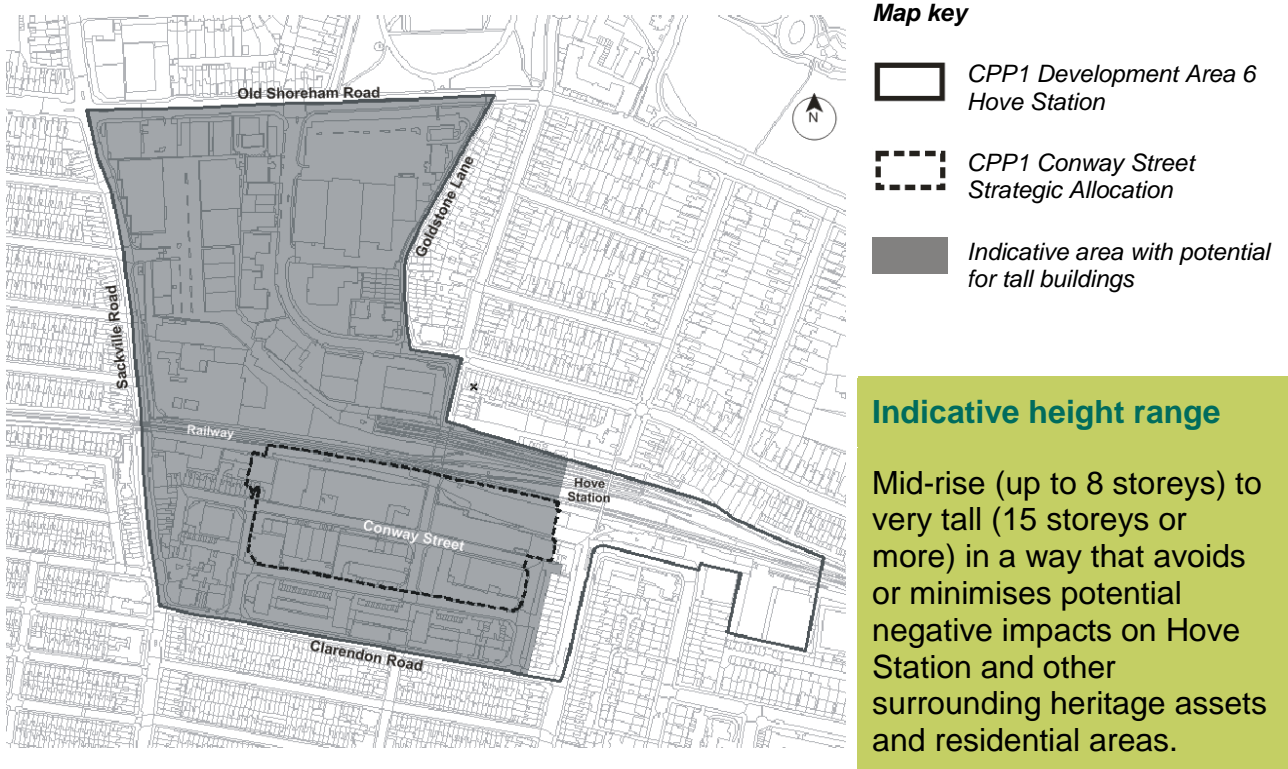 Old Shoreham Road
N
Goldstone Lane
Sackville Road
Railway
Hove
Station
Conway Street
Clarendon Road
Map key
CPP1 Development Area 6
Hove Station
CPP1 Conway Street
Strategic Allocation
Indicative area with potential
for tall buildings
Indicative height range
Mid-rise (up to 8 storeys) to
very tall (15 storeys or
more) in a way that avoids
or minimises potential
negative impacts on Hove
Station and other
surrounding heritage assets
and residential areas.